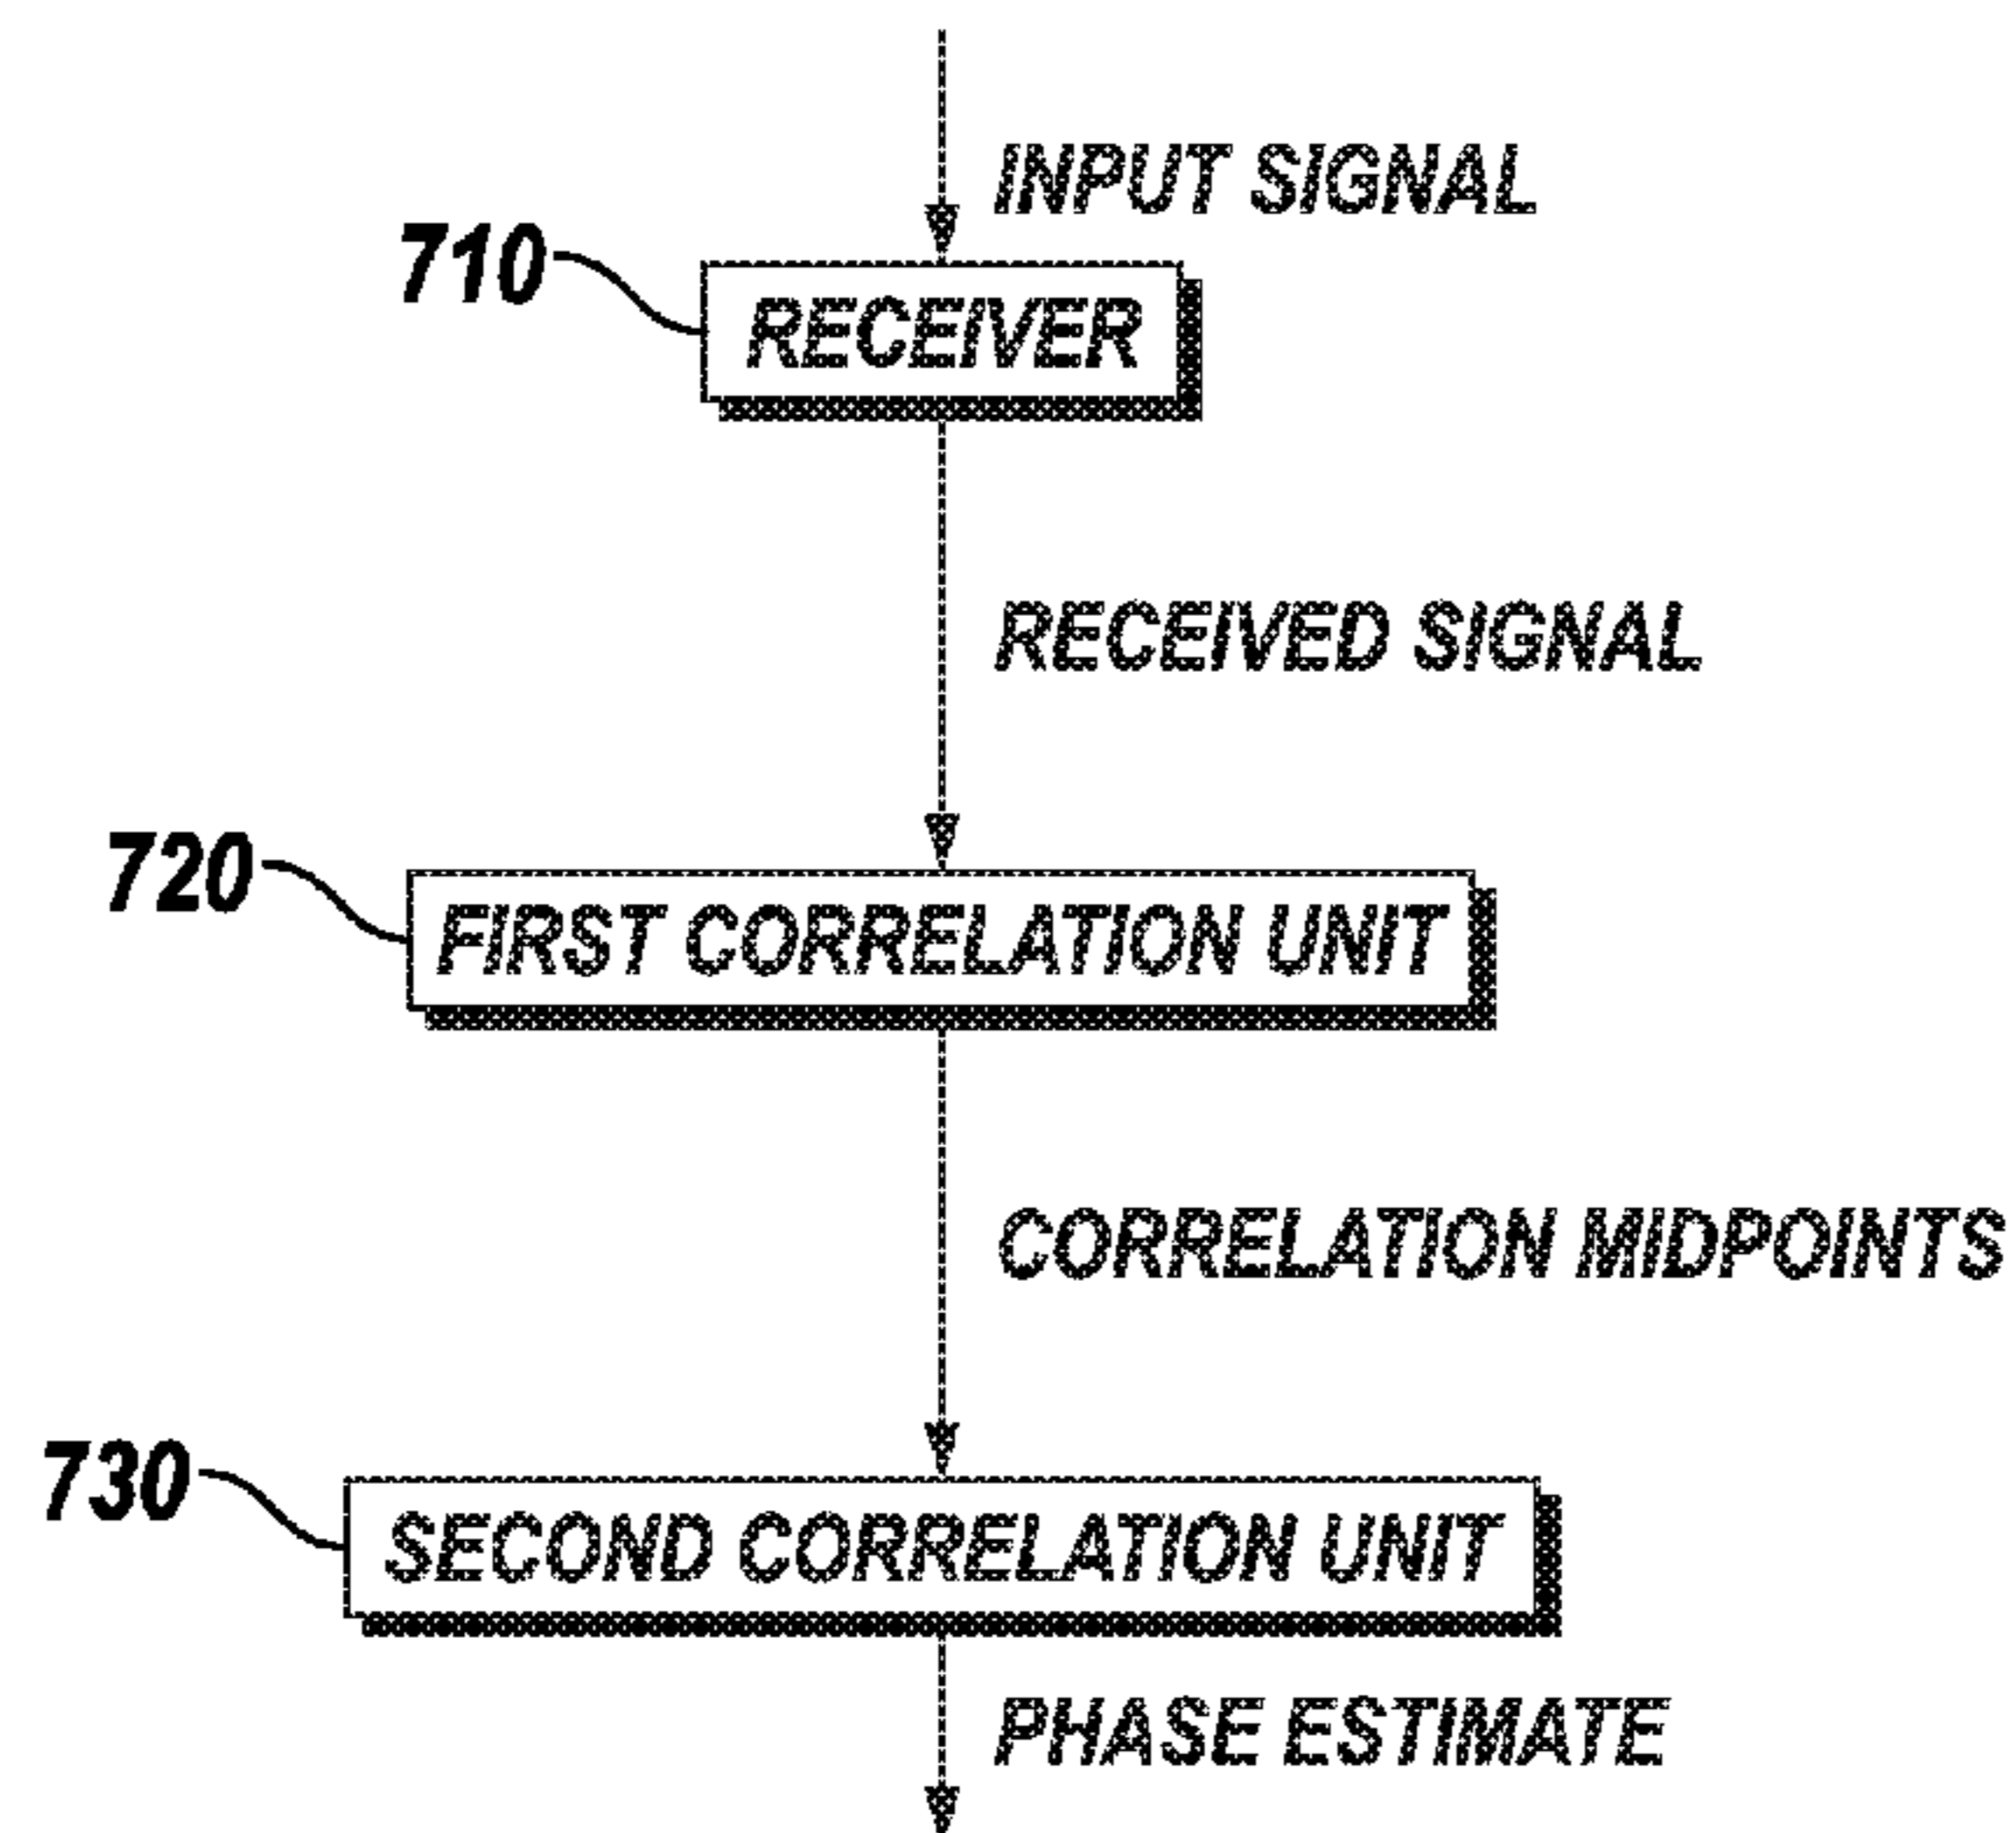 INPUT SIGNAL
710
RECEIVER
RECEIVED SIGNAL
720
FIRST CORRELATION UNIT
CORRELATION MIDPOINTS
730
SECOND CORRELATION UNIT
PHASE ESTIMATE